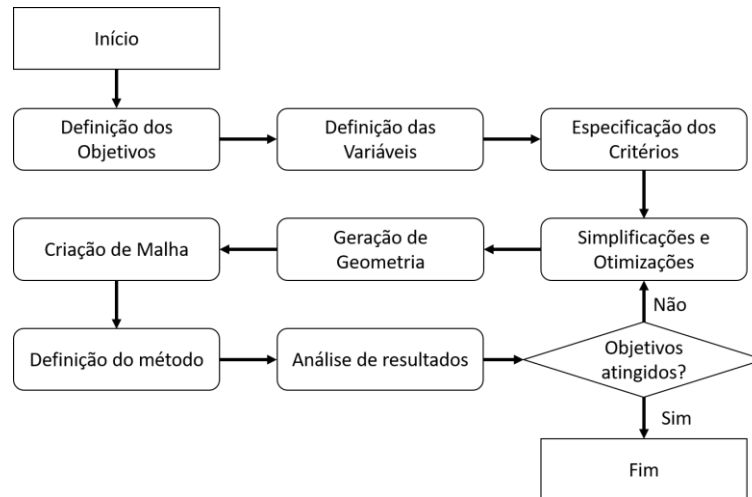 Início
Definição dos
Objetivos
Definição das
Variáveis
Especificação dos
Critérios
Simplificações e
Otimizações
Geração de
Geometria
Criação de Malha
Definição do método
Análise de resultados
Objetivos
atingidos?
Não
Sim
Fim